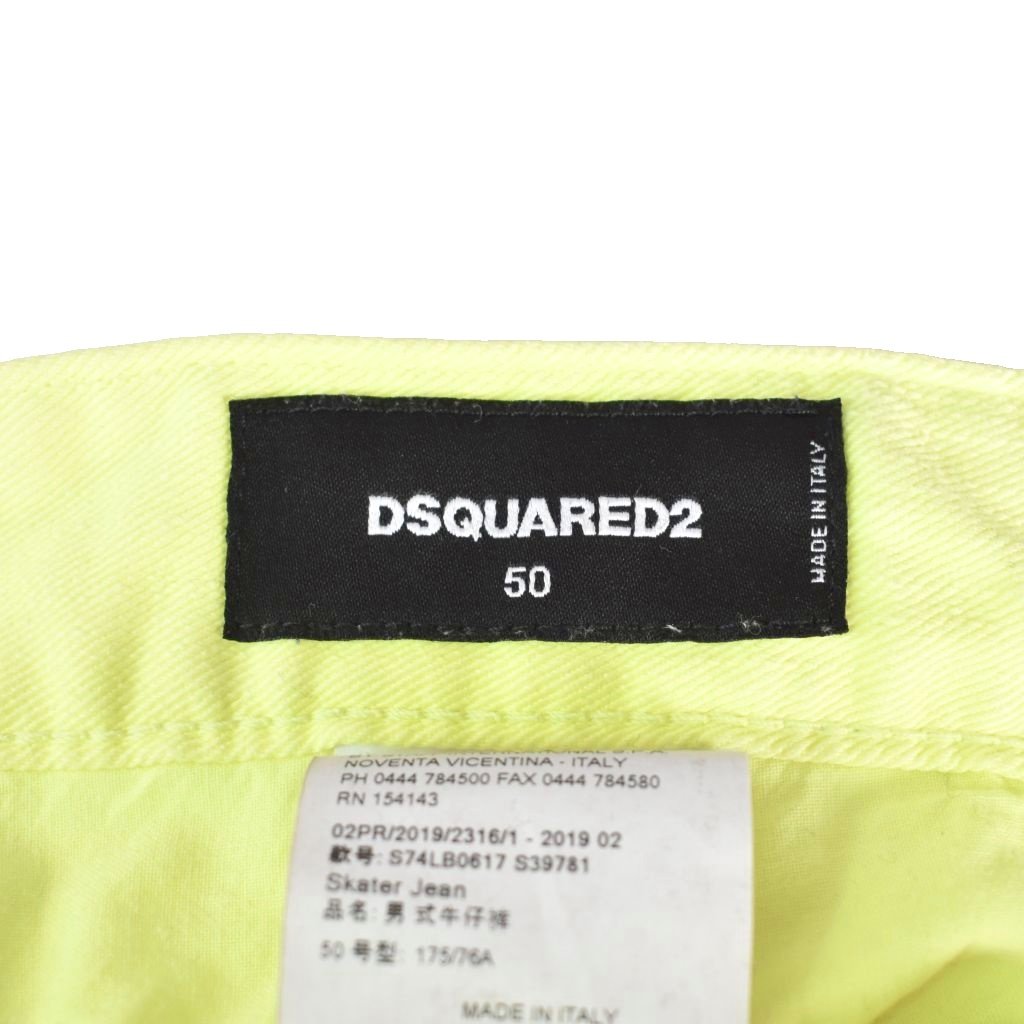 DSQUARED2
50
MADE IN ITALY
NOVENTA VICENTINA - ITALY
PH 0444 784500 FAX 0444 784580
RN 154143
02PR/2019/2316/1 - 2019 02
款号: S74LB0617 S39781
Skater Jean
品名: 男式牛仔裤
50 号型: 175/76A
MADE IN ITALY